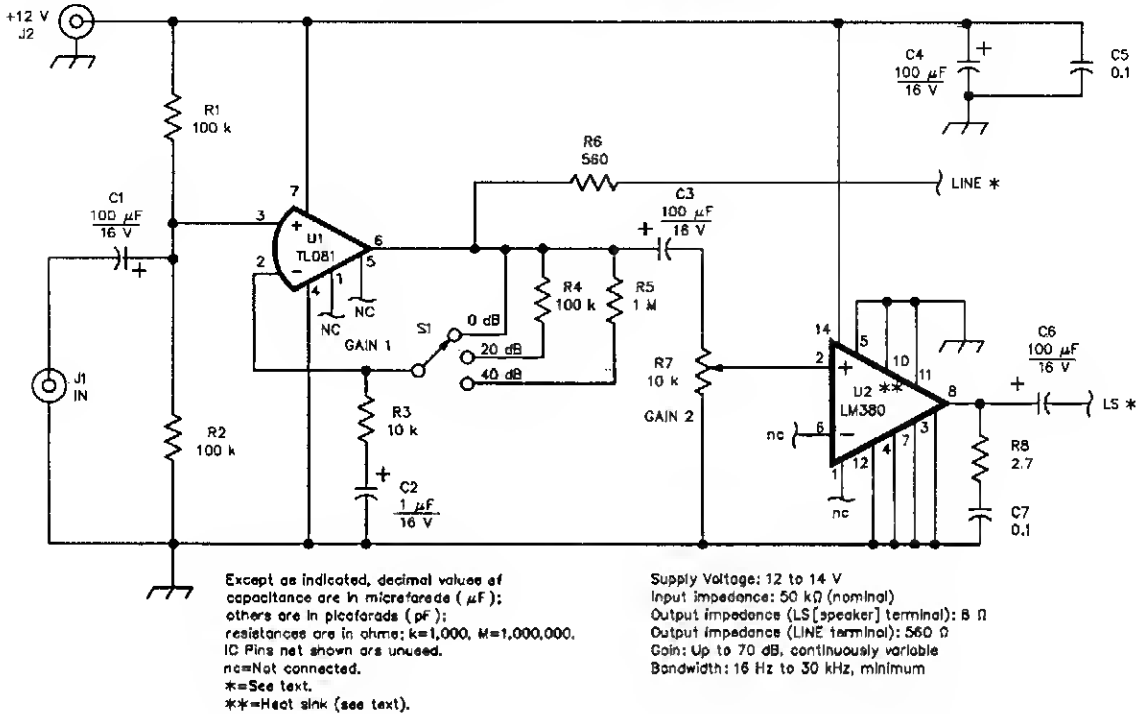 +12 V
J2
R1
100 k
C1
100 µF
16 V
+
7
3
+
U1
TL081
6
2
−
5
4
1
NC
NC
R6
560
LINE *
C3
100 µF
16 V
+
C4
+
100 µF
16 V
C5
0.1
GAIN 1
S1
0 dB
20 dB
40 dB
R4
100 k
R5
1 M
J1
IN
R2
100 k
R3
10 k
+
C2
1 µF
16 V
R7
10 k
GAIN 2
14
5
10
11
2
+
U2
**
LM380
8
nc
6
−
3
7
4
12
1
nc
C6
100 µF
16 V
+
LS *
R8
2.7
C7
0.1
Except as indicated, decimal values of
capacitance are in microfarads ( µF);
others are in picofarads ( pF);
resistances are in ohms; k=1,000, M=1,000,000.
IC Pins not shown are unused.
nc=Not connected.
*=See text.
**=Heat sink (see text).
Supply Voltage: 12 to 14 V
Input impedance: 50 kΩ (nominal)
Output impedance (LS[speaker] terminal): 8 Ω
Output impedance (LINE terminal): 560 Ω
Gain: Up to 70 dB, continuously variable
Bandwidth: 16 Hz to 30 kHz, minimum